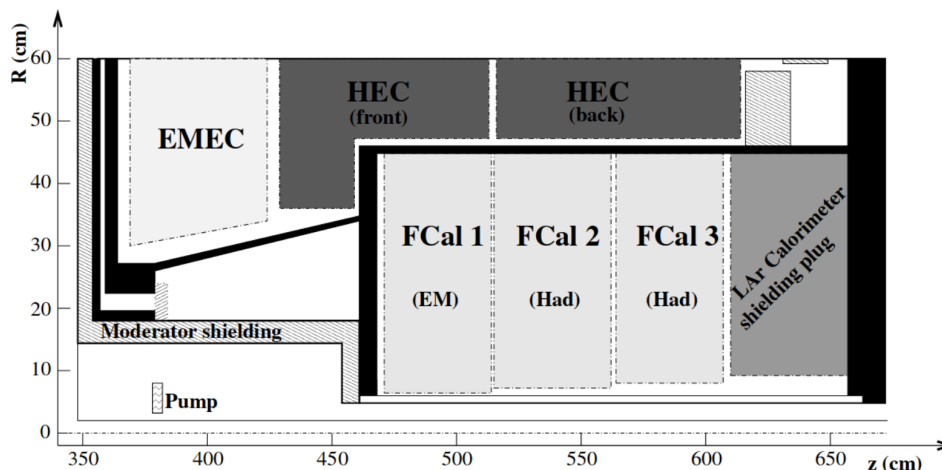 R (cm)
60
50
40
30
20
10
0
EMEC
HEC
(front)
HEC
(back)
FCal 1
(EM)
FCal 2
(Had)
FCal 3
(Had)
LAr Calorimeter
shielding plug
Moderator shielding
Pump
350
400
450
500
550
600
650
z (cm)